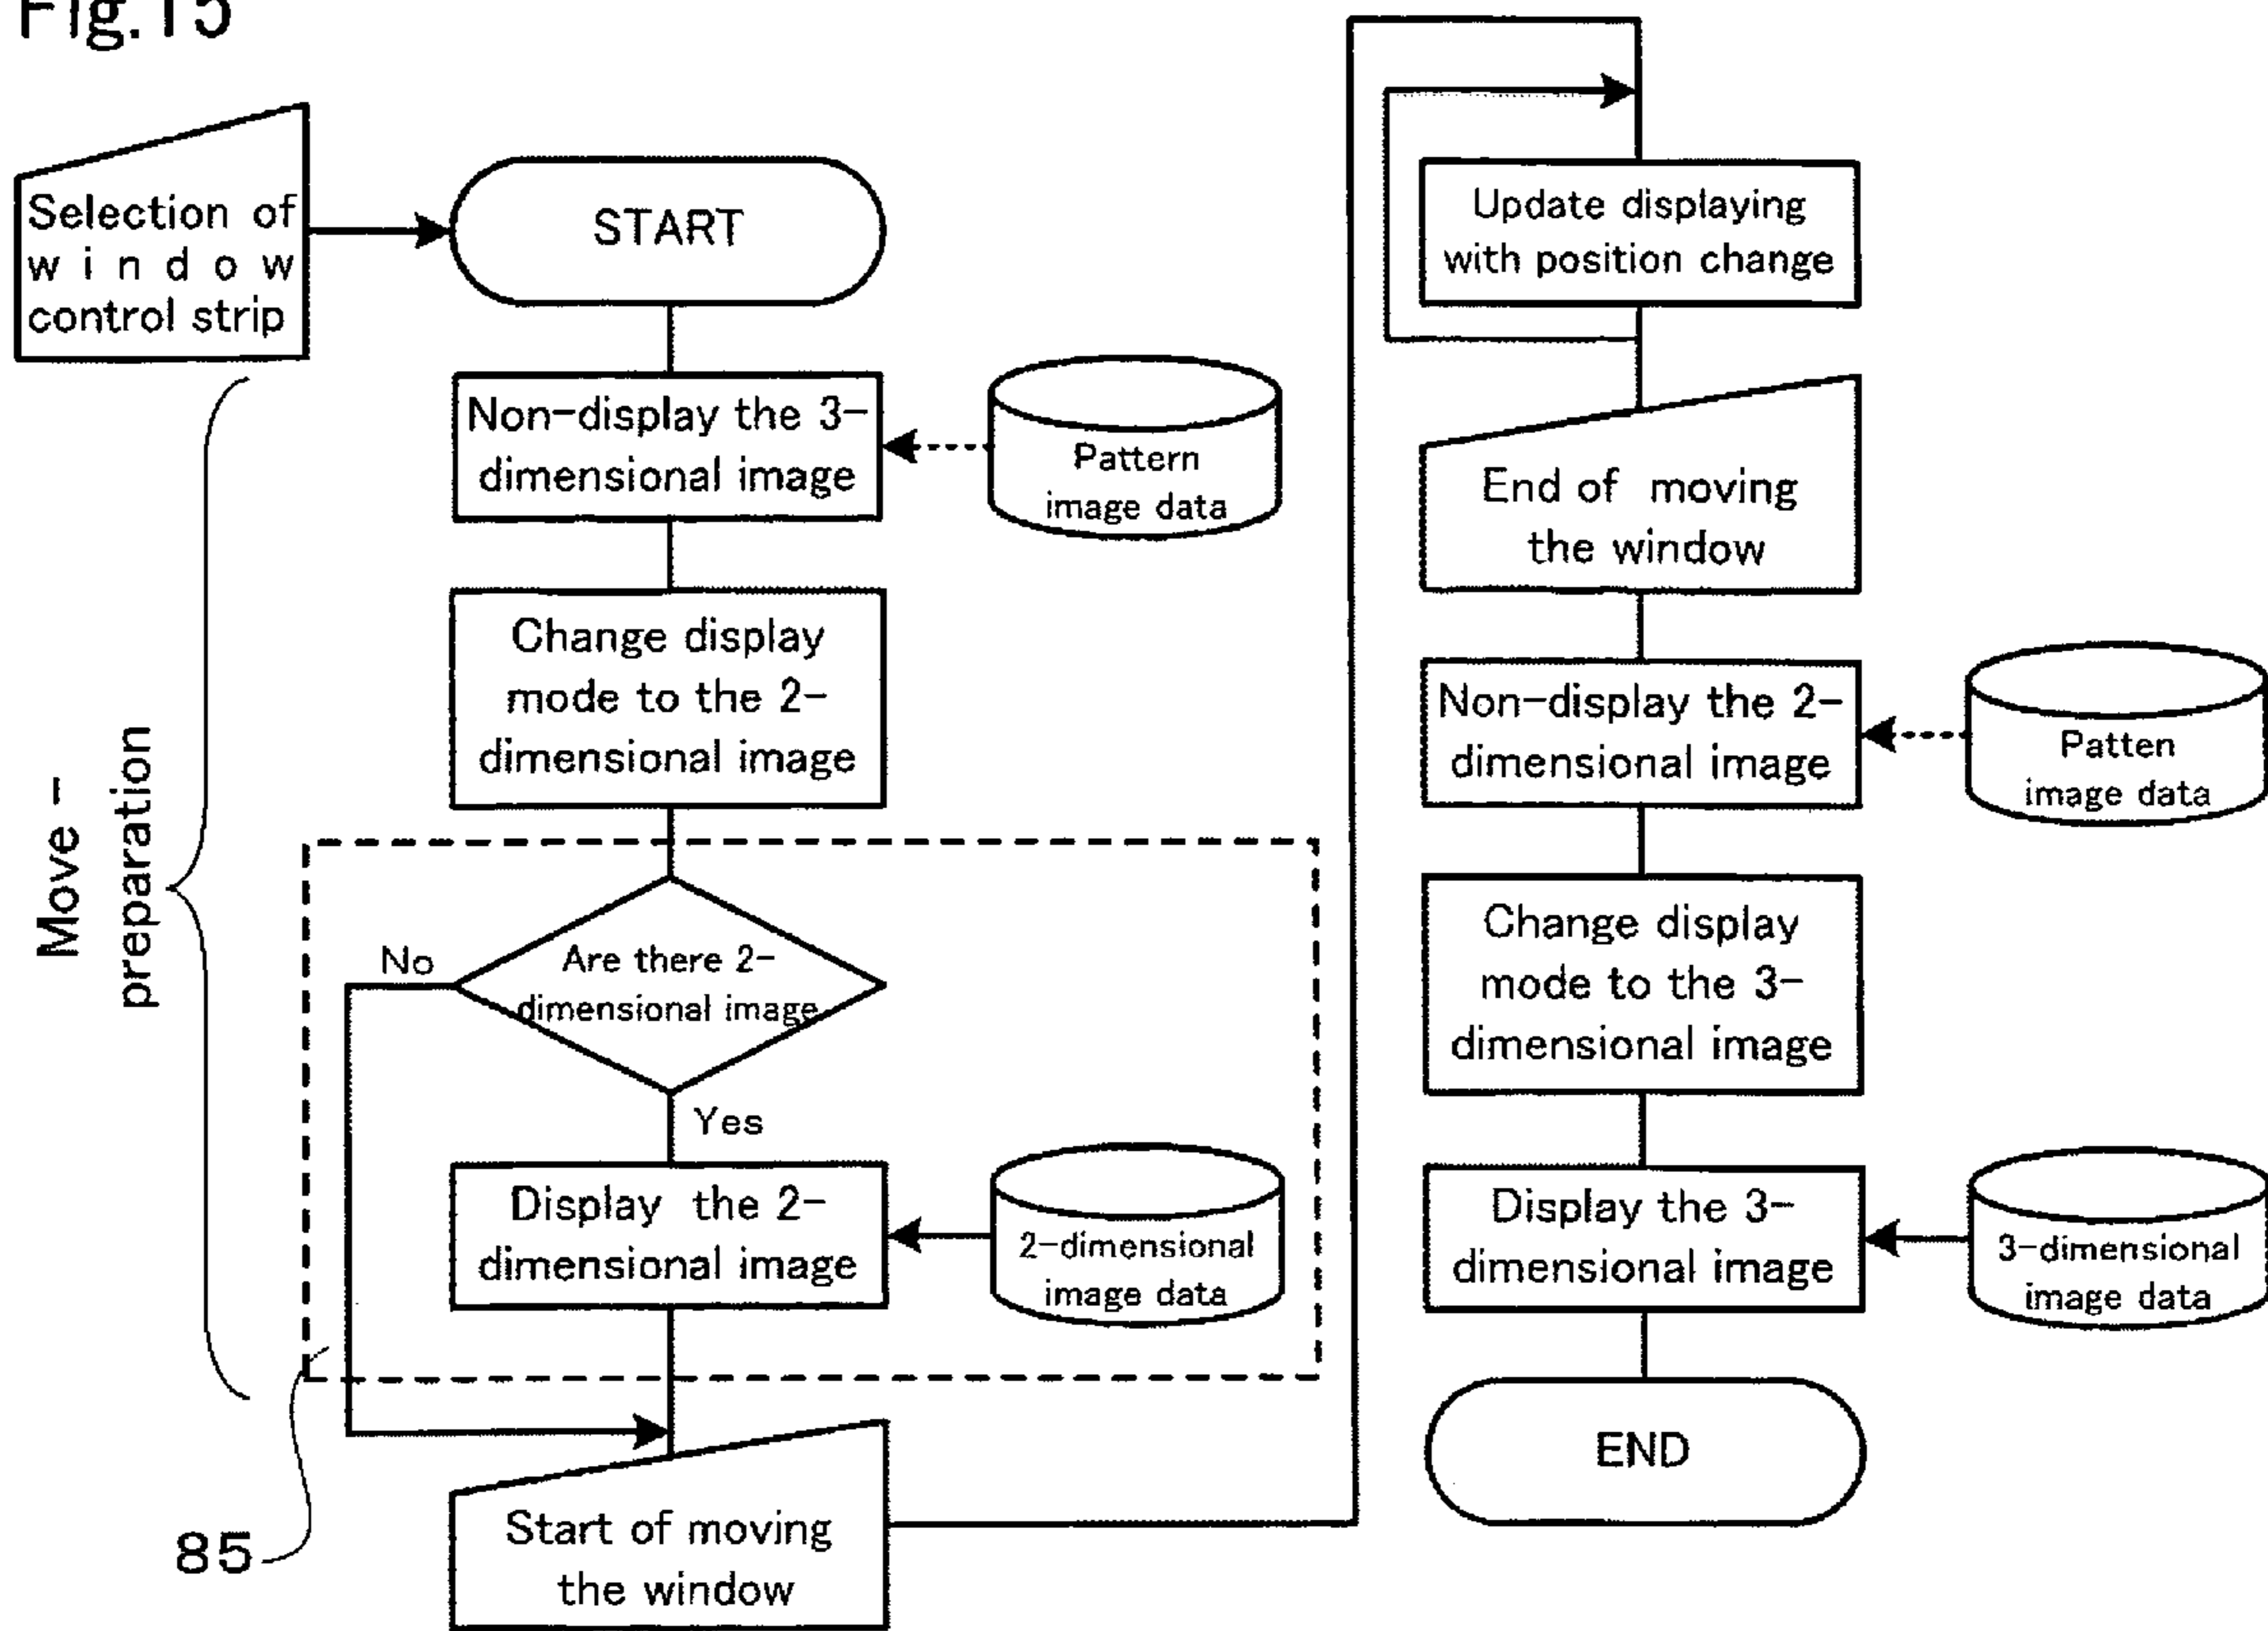 Fig.15
Selection of
window
control strip
START
Non-display the 3-
dimensional image
Pattern
image data
Change display
mode to the 2-
dimensional image
Move -
preparation
Are there 2-
dimensional image
No
Yes
Display the 2-
dimensional image
2-dimensional
image data
85
Start of moving
the window
Update displaying
with position change
End of moving
the window
Non-display the 2-
dimensional image
Patten
image data
Change display
mode to the 3-
dimensional image
Display the 3-
dimensional image
3-dimensional
image data
END